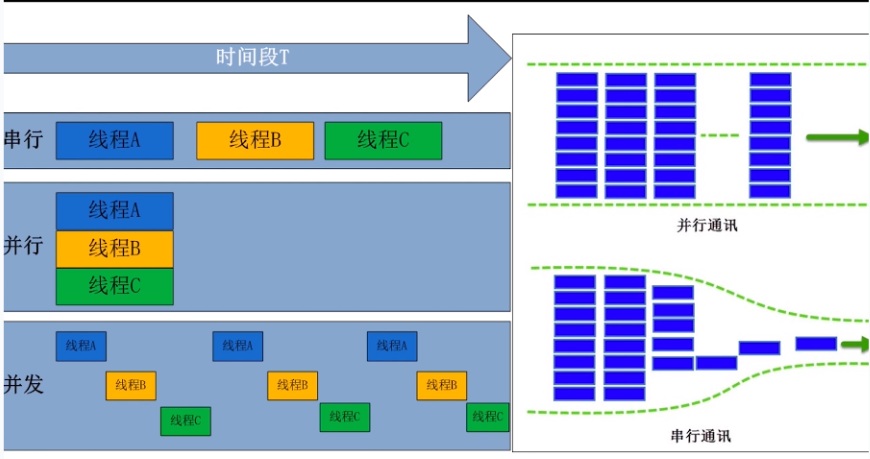 时间段T
串行 线程A 线程B 线程C
并行
线程A
线程B
线程C
并发
线程A 线程A 线程A
线程B 线程B 线程B
线程C 线程C 线程C
并行通讯
串行通讯